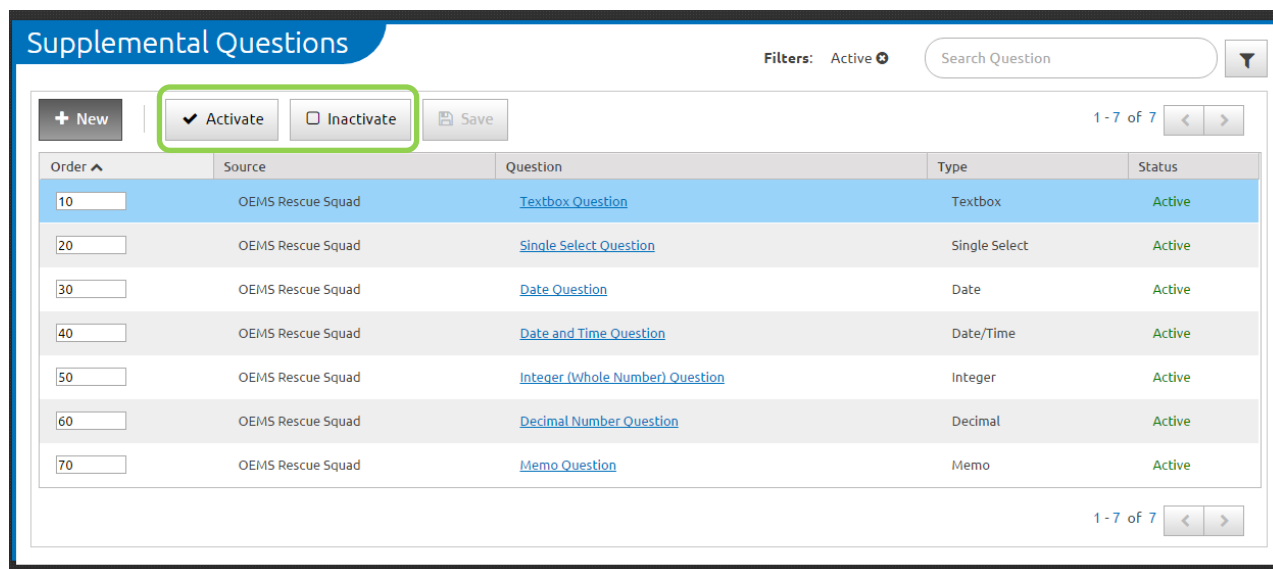 Supplemental Questions
Filters: Active
Search Question
New Activate Inactivate Save 1 - 7 of 7
Order Source Question Type Status
10 OEMS Rescue Squad Textbox Question Textbox Active
20 OEMS Rescue Squad Single Select Question Single Select Active
30 OEMS Rescue Squad Date Question Date Active
40 OEMS Rescue Squad Date and Time Question Date/Time Active
50 OEMS Rescue Squad Integer (Whole Number) Question Integer Active
60 OEMS Rescue Squad Decimal Number Question Decimal Active
70 OEMS Rescue Squad Memo Question Memo Active
1 - 7 of 7